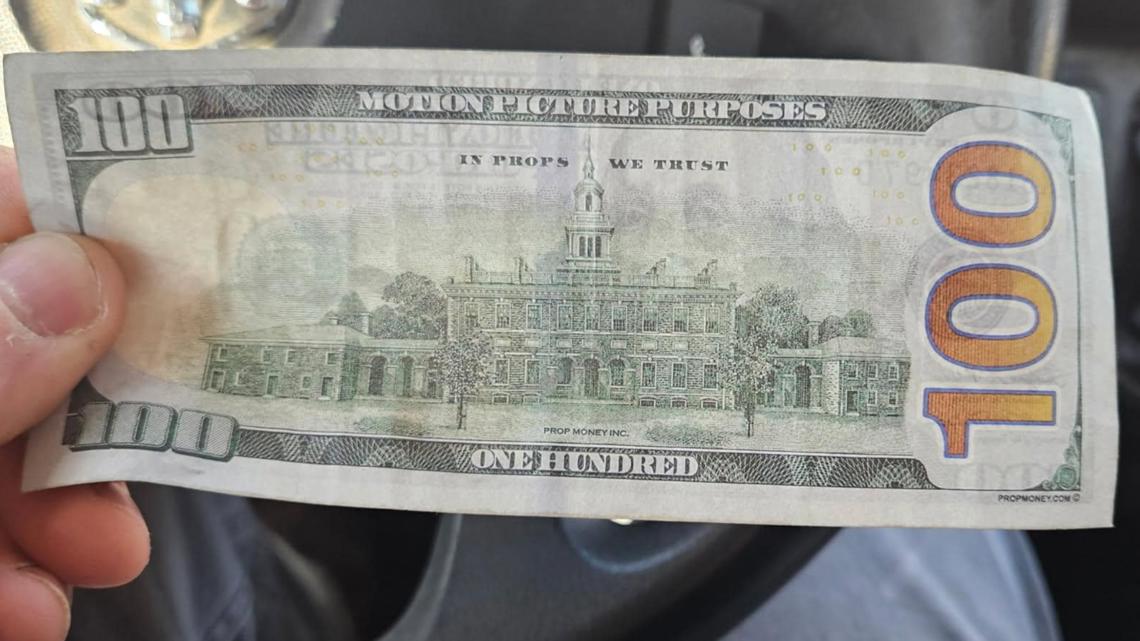 100
MOTION PICTURE PURPOSES
IN PROPS WE TRUST
100
PROP MONEY INC.
100
ONE HUNDRED
PROPMONEY.COM ©